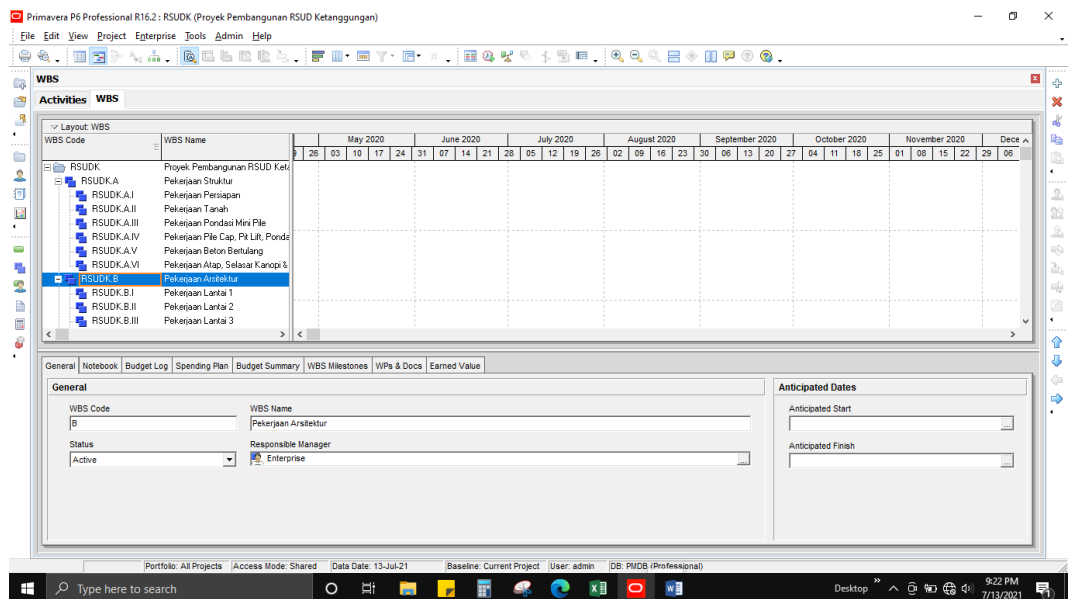 Primavera P6 Professional R16.2 : RSUDK (Proyek Pembangunan RSUD Ketanggungan)
File Edit View Project Enterprise Tools Admin Help
WBS
Activities WBS
Layout: WBS
WBS Code WBS Name
May 2020 June 2020 July 2020 August 2020 September 2020 October 2020 November 2020 Dece
26 03 10 17 24 31 07 14 21 28 05 12 19 26 02 09 16 23 30 06 13 20 27 04 11 18 25 01 08 15 22 29 06
RSUDK Proyek Pembangunan RSUD Keta
RSUDK.A Pekerjaan Struktur
RSUDK.A.I Pekerjaan Persiapan
RSUDK.A.II Pekerjaan Tanah
RSUDK.A.III Pekerjaan Pondasi Mini Pile
RSUDK.A.IV Pekerjaan Pile Cap, Pit Lift, Ponda
RSUDK.A.V Pekerjaan Beton Bertulang
RSUDK.A.VI Pekerjaan Atap, Selasar Kanopi &
RSUDK.B Pekerjaan Arsitektur
RSUDK.B.I Pekerjaan Lantai 1
RSUDK.B.II Pekerjaan Lantai 2
RSUDK.B.III Pekerjaan Lantai 3
General Notebook Budget Log Spending Plan Budget Summary WBS Milestones WPs & Docs Earned Value
General Anticipated Dates
WBS Code WBS Name Anticipated Start
B Pekerjaan Arsitektur
Status Responsible Manager Anticipated Finish
Active Enterprise
Portfolio: All Projects Access Mode: Shared Data Date: 13-Jul-21 Baseline: Current Project User: admin DB: PMDB (Professional)
Type here to search
Desktop
9:22 PM
7/13/2021